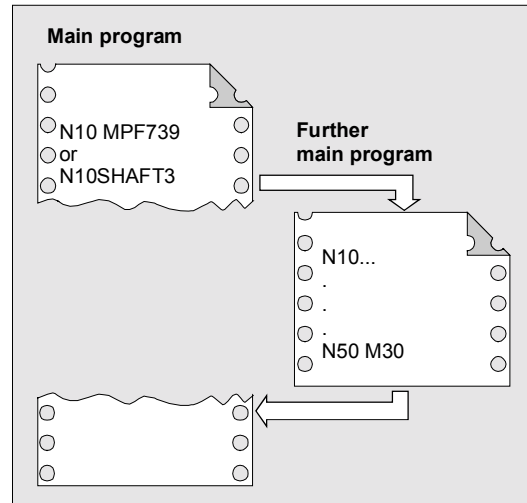 Main program
N10 MPF739
or
N10SHAFT3
Further
main program
N10...
.
.
.
N50 M30